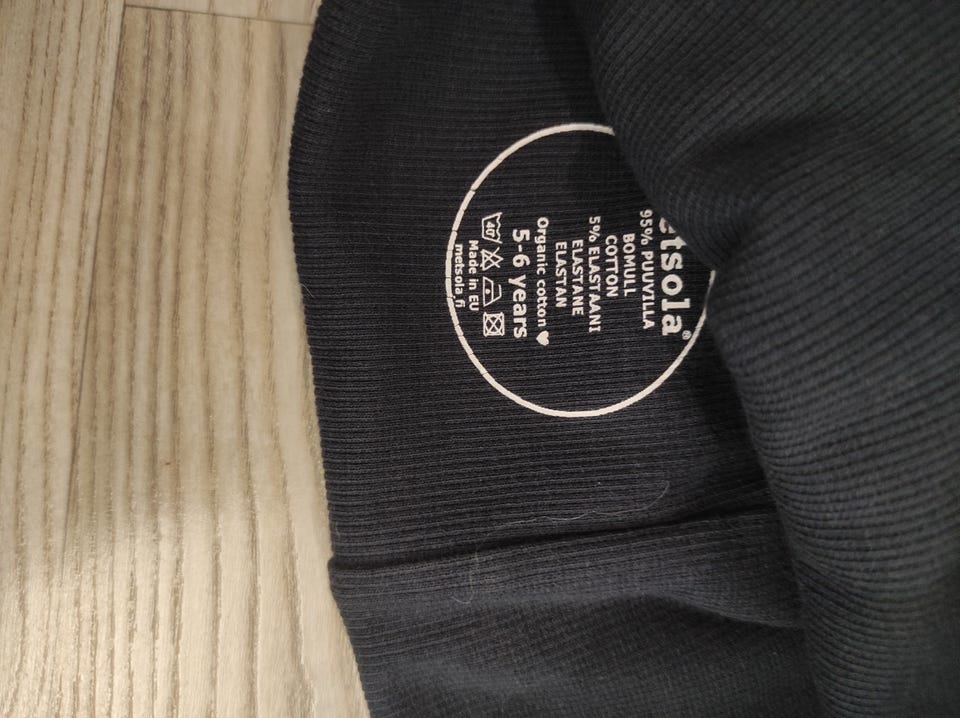 etsola®
95% PUUVILLA
BOMULL
COTTON
5% ELASTAANI
ELASTANE
ELASTAN
Organic cotton ♥
5-6 years
40
Made in EU
metsola.fi